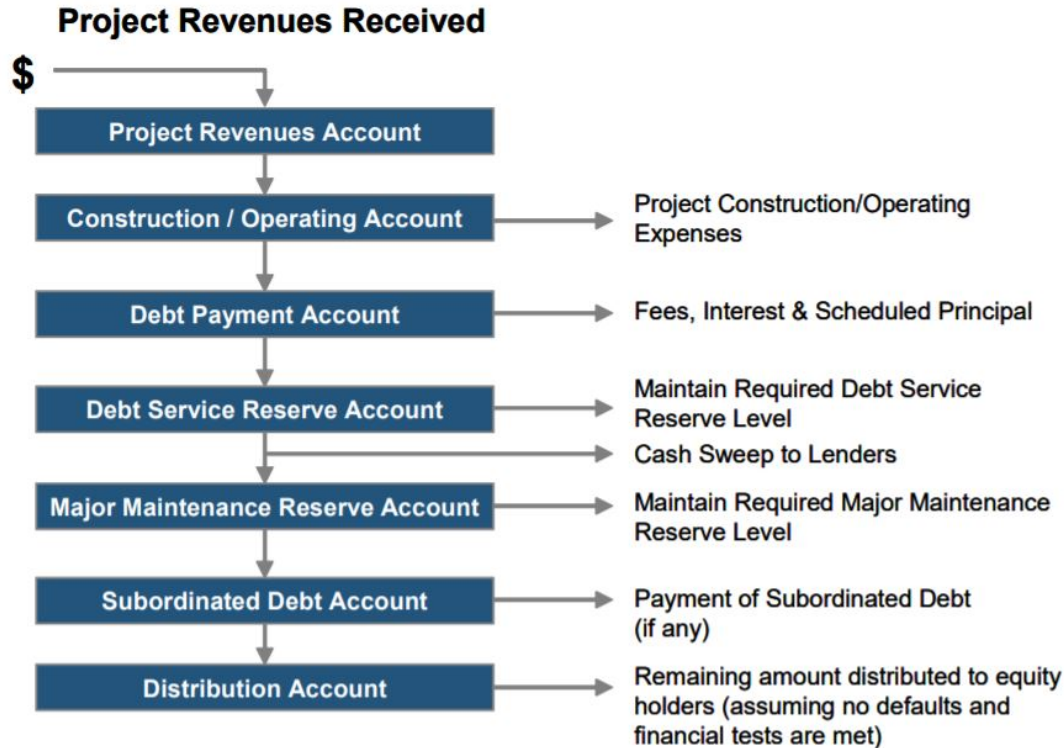 Project Revenues Received
$
Project Revenues Account
Construction / Operating Account
Project Construction/Operating
Expenses
Debt Payment Account
Fees, Interest & Scheduled Principal
Debt Service Reserve Account
Maintain Required Debt Service
Reserve Level
Cash Sweep to Lenders
Major Maintenance Reserve Account
Maintain Required Major Maintenance
Reserve Level
Subordinated Debt Account
Payment of Subordinated Debt
(if any)
Distribution Account
Remaining amount distributed to equity
holders (assuming no defaults and
financial tests are met)